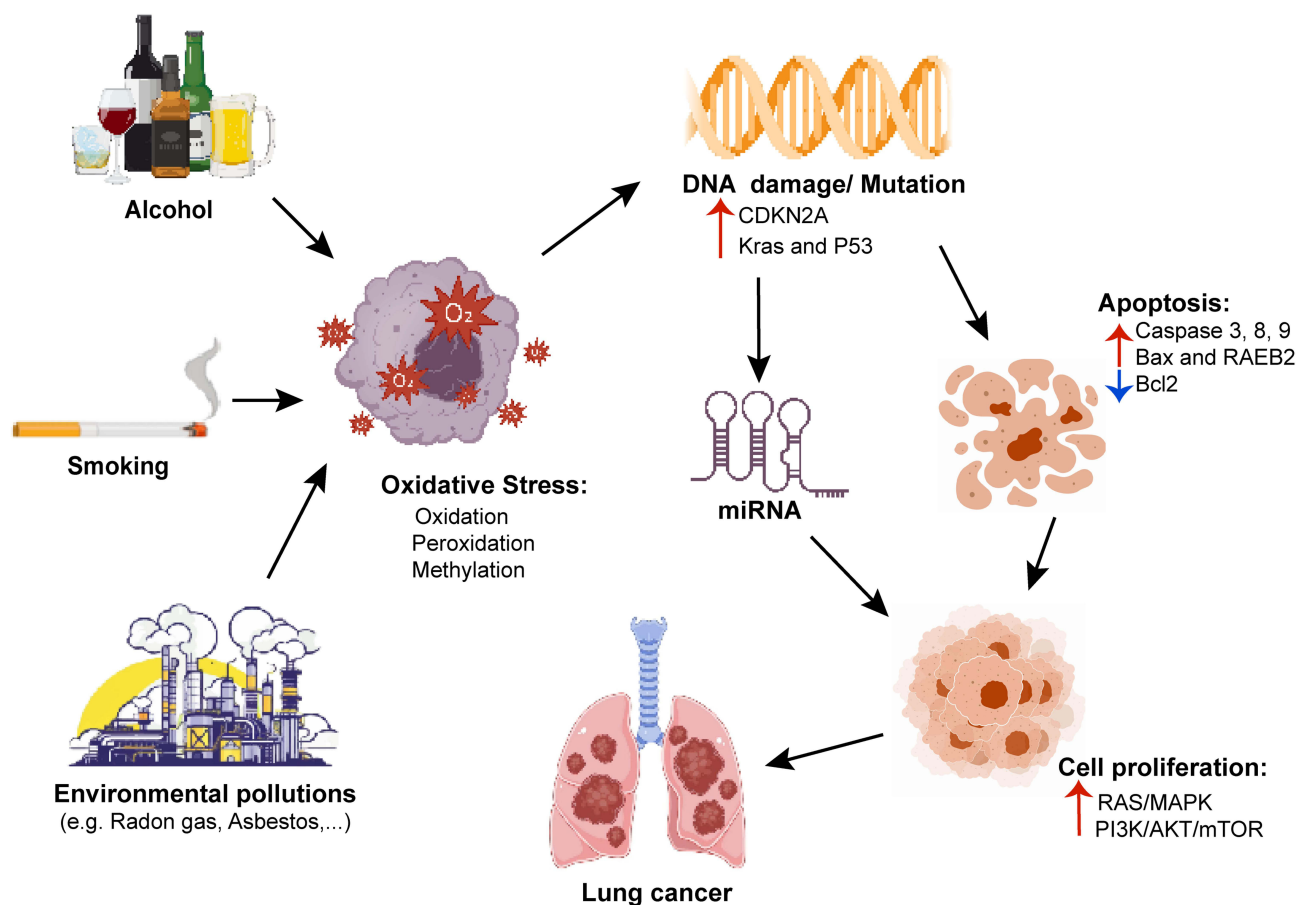 Alcohol
Smoking
Environmental pollutions
(e.g. Radon gas, Asbestos,...)
O₂
O₂
Oxidative Stress:
Oxidation
Peroxidation
Methylation
DNA damage/ Mutation
CDKN2A
Kras and P53
miRNA
Apoptosis:
Caspase 3, 8, 9
Bax and RAEB2
Bcl2
Cell proliferation:
RAS/MAPK
PI3K/AKT/mTOR
Lung cancer